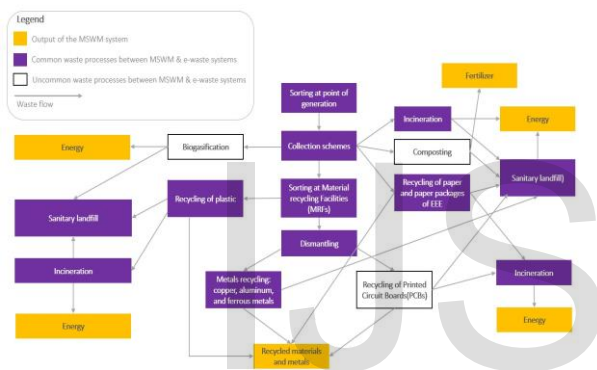 Legend
Output of the MSWM system
Common waste processes between MSWM & e-waste systems
Uncommon waste processes between MSWM & e-waste systems
Waste flow
Fertilizer
Sorting at point of
generation
Incineration
Energy
Energy
Biogasification
Collection schemes
Composting
Sorting at Material
recycling Facilities
(MRFs)
Recycling of plastic
Recycling of paper
and paper packages
of EEE
Sanitary landfill)
Sanitary landfill
Dismantling
Incineration
Metals recycling:
copper, aluminum,
and ferrous metals
Recycling of Printed
Circuit Boards(PCBs)
Incineration
Energy
Energy
Recycled materials
and metals
IJS